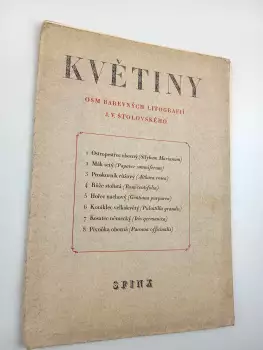 KVĚTINY
OSM BAREVNÝCH LITOGRAFIÍ
Z. V. ŠTOLOVSKÉHO
1 Ostropestřec obecný (Silybum Marianum)
2 Mák setý (Papaver somniferum)
3 Proskurník růžový (Althaea rosea)
4 Růže stolistá (Rosa centifolia)
5 Hořec nachový (Gentiana purpurea)
6 Koniklec velkokvětý (Pulsatilla grandis)
7 Kosatec německý (Iris germanica)
8 Pivoňka obecná (Paeonia officinalis)
SFINX